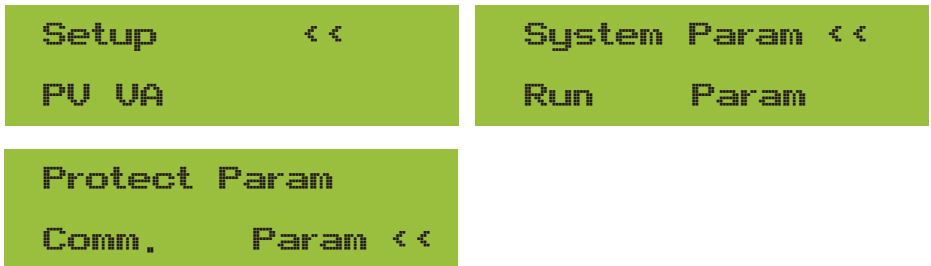 Setup <<
PV VA
System Param <<
Run Param
Protect Param
Comm. Param <<